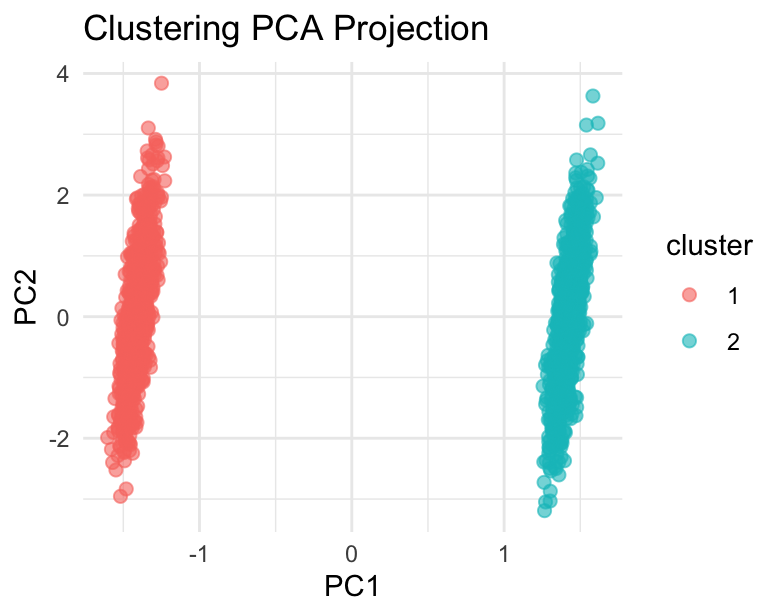 Clustering PCA Projection
4
2
0
-2
PC2
-1
0
1
PC1
cluster
1
2